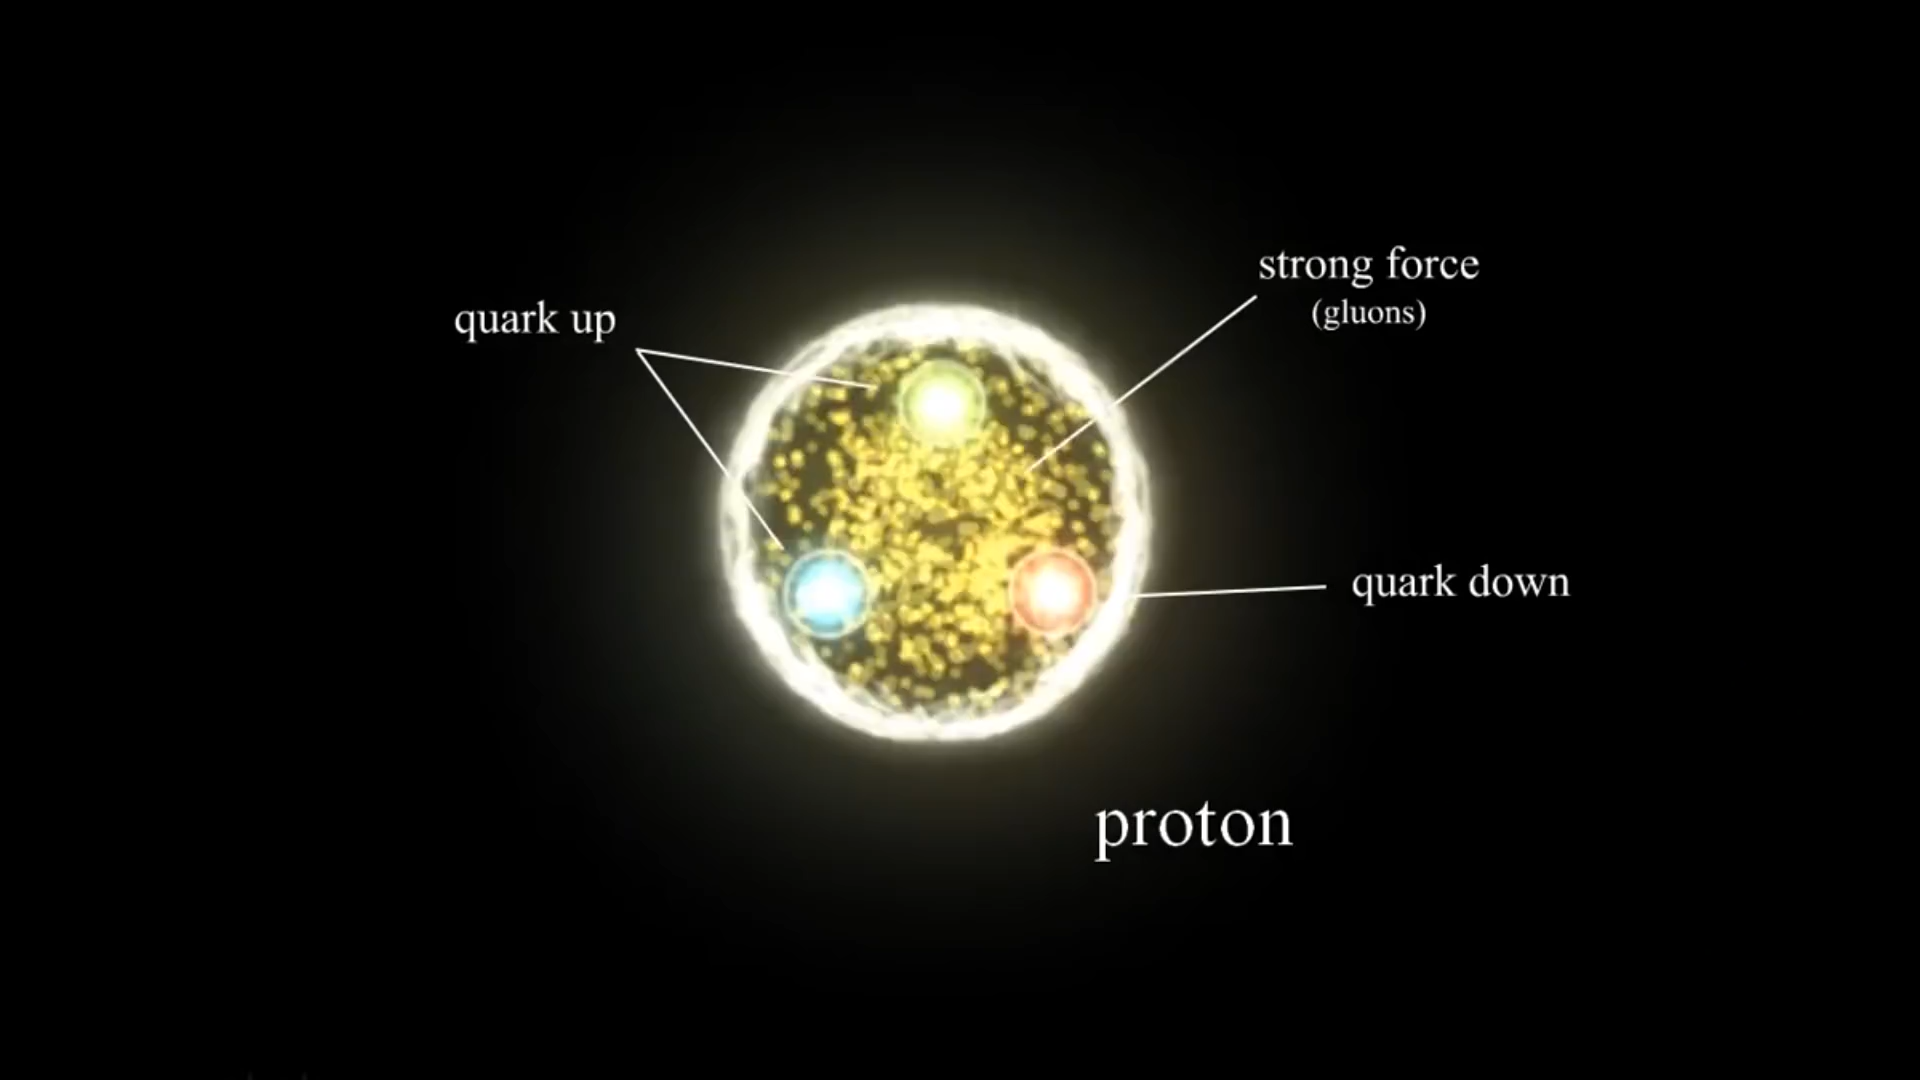 strong force
(gluons)
quark up
quark down
proton